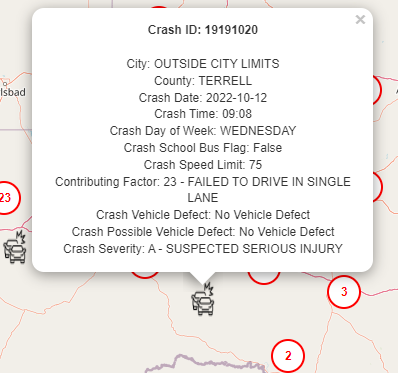 ×
Crash ID: 19191020
City: OUTSIDE CITY LIMITS
County: TERRELL
Crash Date: 2022-10-12
Crash Time: 09:08
Crash Day of Week: WEDNESDAY
Crash School Bus Flag: False
Crash Speed Limit: 75
Contributing Factor: 23 - FAILED TO DRIVE IN SINGLE
LANE
Crash Vehicle Defect: No Vehicle Defect
Crash Possible Vehicle Defect: No Vehicle Defect
Crash Severity: A - SUSPECTED SERIOUS INJURY
lsbad
23
3
2